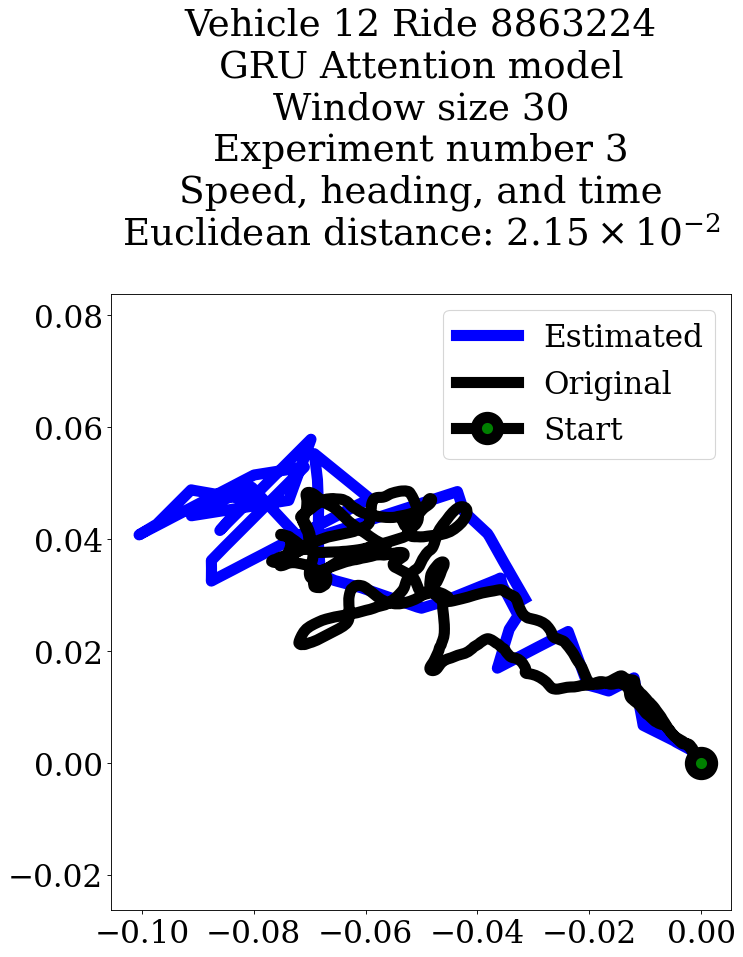 Vehicle 12 Ride 8863224
GRU Attention model
Window size 30
Experiment number 3
Speed, heading, and time
Euclidean distance: 2.15 × 10⁻²
Estimated
Original
Start
0.08
0.06
0.04
0.02
0.00
−0.02
−0.10 −0.08 −0.06 −0.04 −0.02 0.00